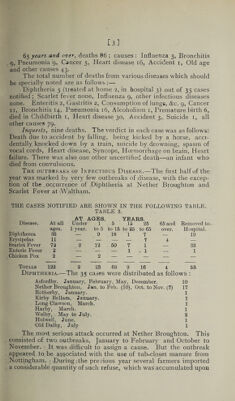 [ 3 ]
65 years and over, deaths 86; causes: Influenza 3, Bronchitis
9, Pneumonia 9, Cancer 5, Heart disease 16, Accident 1, Old age
and other causes 43.
The total number of deaths from various diseases which should
be specially noted are as follows:—
Diphtheria 5 (treated at home 2, in hospital 3) out of 35 cases
notified; Scarlet fever none, Influenza 9, other infectious diseases
none. Enteritis 2, Gastritis 2, Consumption of lungs, &c. 9, Cancer
21, Bronchitis 14, Pneumonia 16, Alcoholism 1, Premature birth 6,
died in Childbirth 1, Heart disease 30, Accident 3, Suicide 1, all
other causes 79.
Inquests, nine deaths. The verdict in each case was as follows:
Death due to accident by falling, being kicked by a horse, acci-
dentally knocked down by a train, suicide by drowning, spasm of
vocal cords, Heart disease, Syncope, Hæmorrhage on brain, Heart
failure. There was also one other uncertified death—an infant who
died from convulsions.
The outbreaks of Infectious Disease.—The first half of the
year was marked by very few outbreaks of disease, with the excep-
tion of the occurrence of Diphtheria at Nether Broughton and
Scarlet Fever at Waltham.
THE CASES NOTIFIED ARE SHOWN IN THE FOLLOWING TABLE.
TABLE 3.
AT AGES. YEARS.
Disease. At all Under 1 5 15 25 65 and Removed to
ages. 1 year. to 5 to 15 to 25 to 65 over. Hospital.
Diphtheria 35 — 9 18 1 7 — 19
Erysipelas 11 — — — — 7 4 —
Scarlet Fever 73 2 12 50 7 1 — 33
Enteric Fever 2 — — — 1 1 — 1
Chicken Pox 2 — 2 — — — — —
Totals 123 2 23 68 9 16 4 53
Diphtheria.—The 35 cases were distributed as follows:
Asfordby. January, February, May, December. 10
Nether Broughton. Jan. to Feb. (10), Oct. to Nov. (7) 17
Rotherby, January. 1
Kirby Bellars, January. 1
Long Clawson, March. 1
Harby, March. 1
Wolby, May to July. 2
Holwell, June. 1
Old Dalby, July 1
The most serious attack occurred at Nether Broughton. This
consisted of two outbreaks, January to February and October to
November. It was difficult to assign a cause. But the outbreak
appeared to be associated with the use of tub-closet manure from
Nottingham. During the previous year several farmers imported
a considerable quantity of such refuse, which was accumulated upon